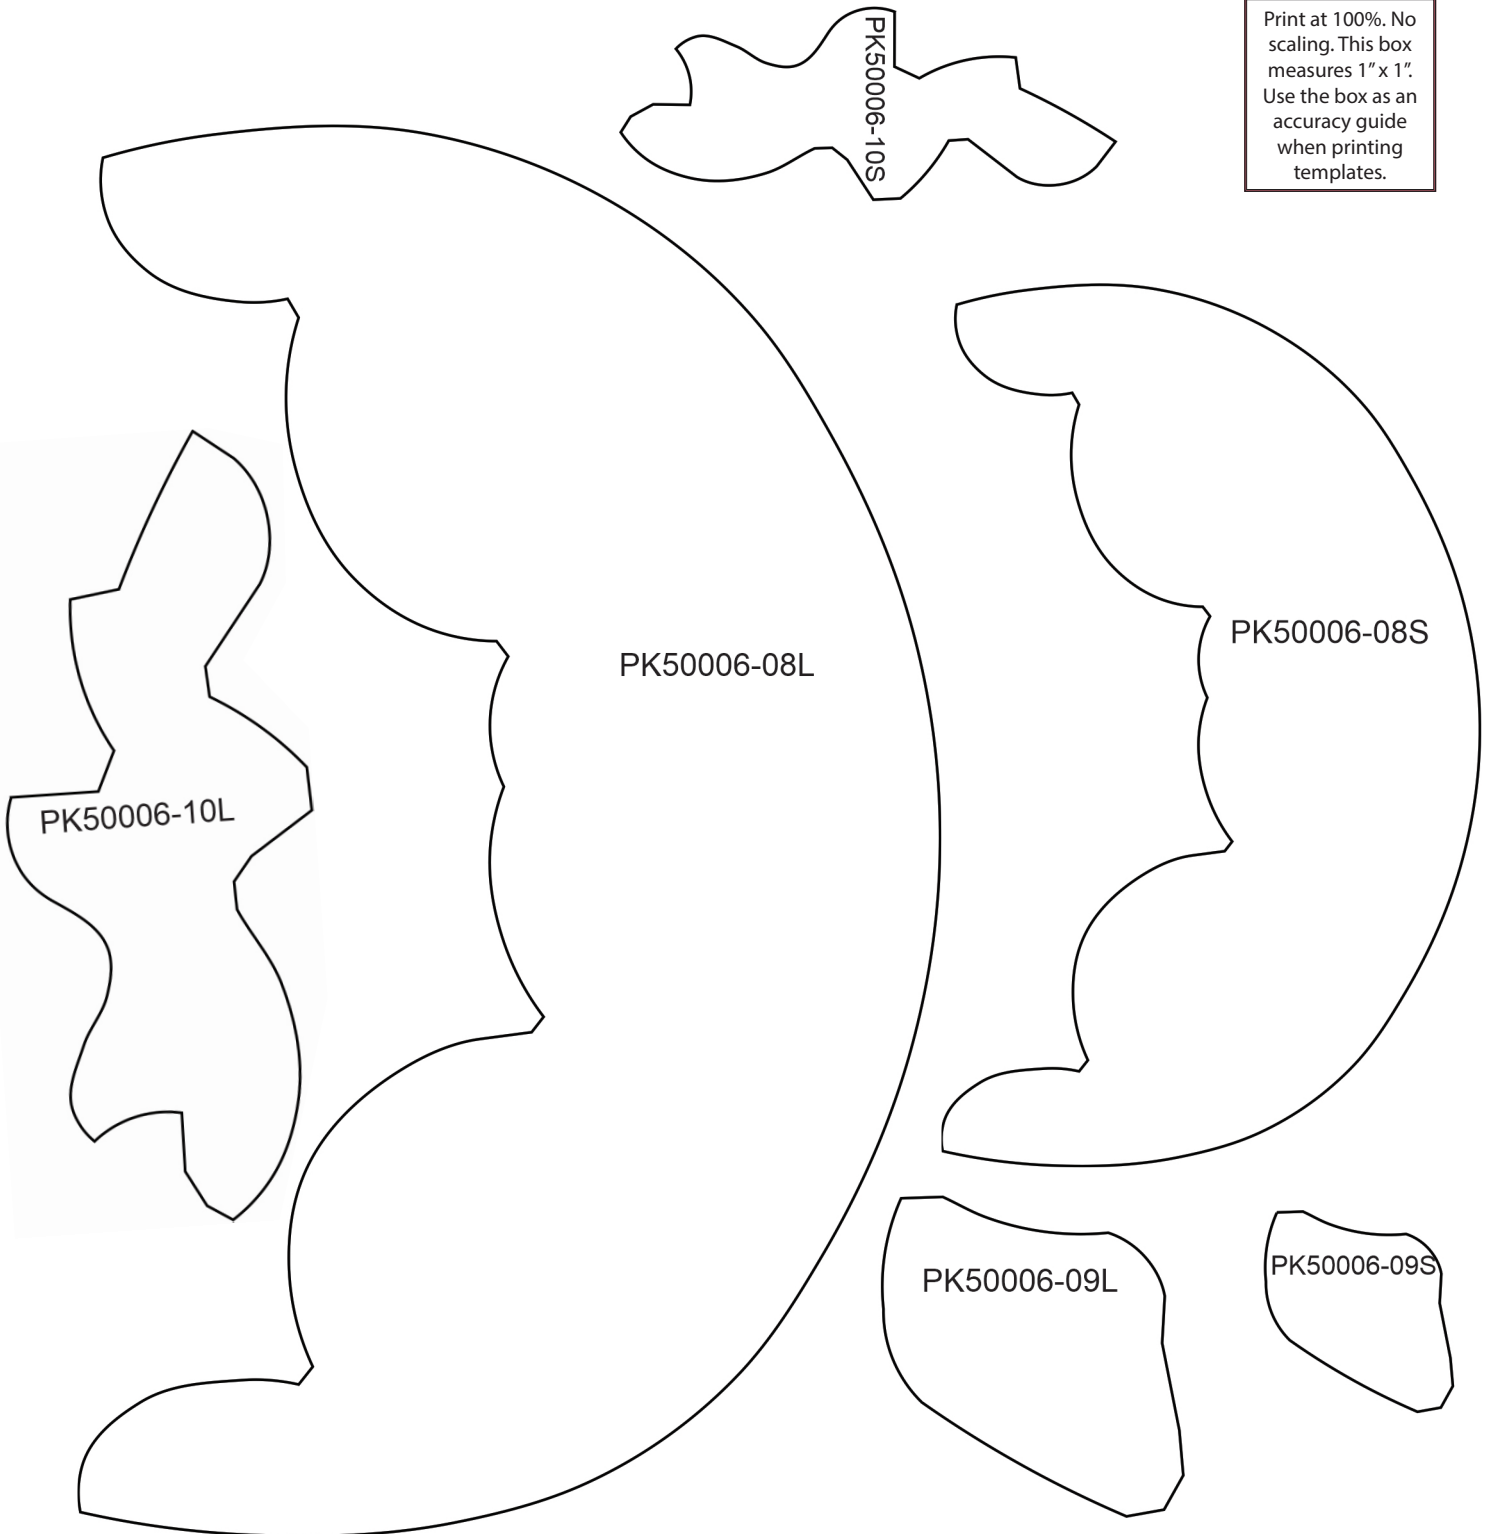 PK50006-10S
Print at 100%. No
scaling. This box
measures 1” x 1”.
Use the box as an
accuracy guide
when printing
templates.
PK50006-08S
PK50006-08L
PK50006-10L
PK50006-09L
PK50006-09S